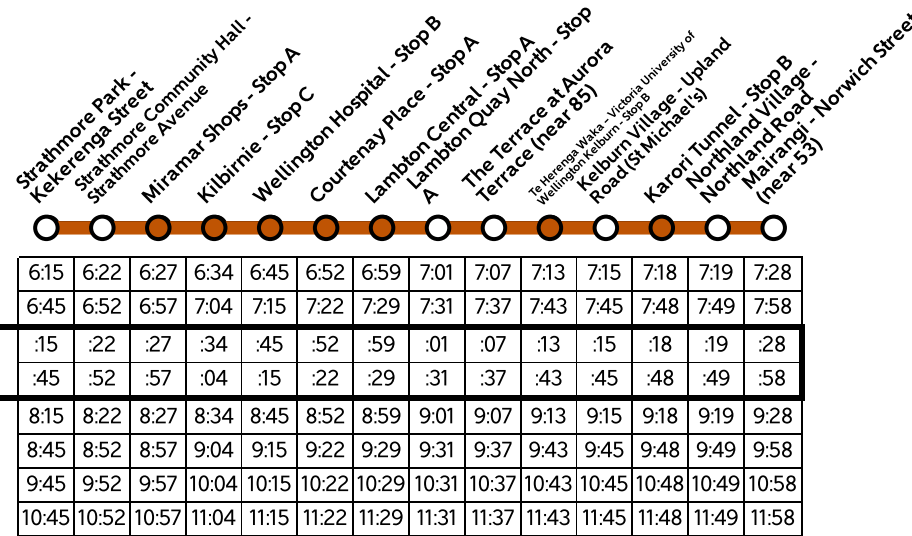 Strathmore Park -
Kekerenga Street
Strathmore Community Hall -
Strathmore Avenue
Miramar Shops - Stop A
Kilbirnie - Stop C
Wellington Hospital - Stop B
Courtenay Place - Stop A
Lambton Central - Stop A
Lambton Quay North - Stop
A
The Terrace at Aurora
Terrace (near 85)
Te Herenga Waka - Victoria University of
Wellington Kelburn - Stop B
Kelburn Village - Upland
Road (St Michael's)
Karori Tunnel - Stop B
Northland Village -
Northland Road
Mairangi - Norwich Street
(near 53)
6:15 6:22 6:27 6:34 6:45 6:52 6:59 7:01 7:07 7:13 7:15 7:18 7:19 7:28
6:45 6:52 6:57 7:04 7:15 7:22 7:29 7:31 7:37 7:43 7:45 7:48 7:49 7:58
:15 :22 :27 :34 :45 :52 :59 :01 :07 :13 :15 :18 :19 :28
:45 :52 :57 :04 :15 :22 :29 :31 :37 :43 :45 :48 :49 :58
8:15 8:22 8:27 8:34 8:45 8:52 8:59 9:01 9:07 9:13 9:15 9:18 9:19 9:28
8:45 8:52 8:57 9:04 9:15 9:22 9:29 9:31 9:37 9:43 9:45 9:48 9:49 9:58
9:45 9:52 9:57 10:04 10:15 10:22 10:29 10:31 10:37 10:43 10:45 10:48 10:49 10:58
10:45 10:52 10:57 11:04 11:15 11:22 11:29 11:31 11:37 11:43 11:45 11:48 11:49 11:58